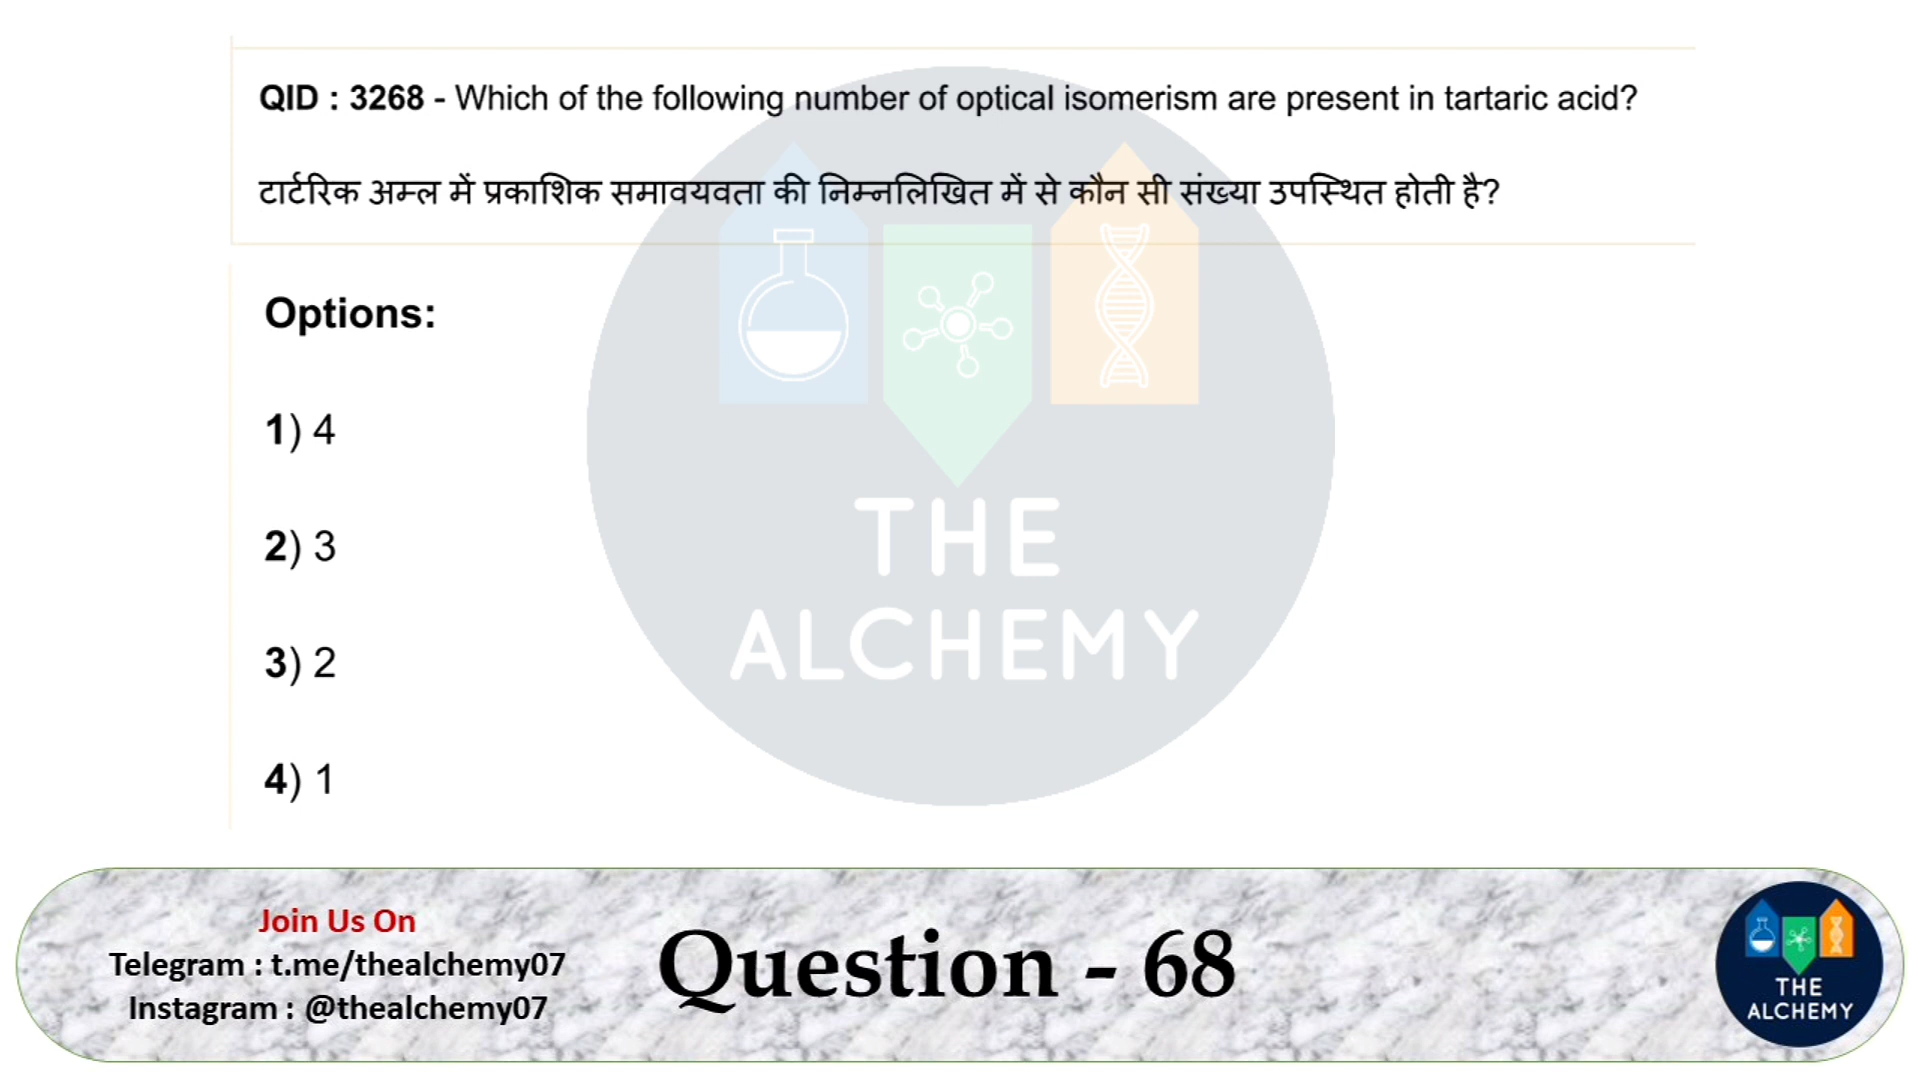 QID : 3268 - Which of the following number of optical isomerism are present in tartaric acid?
टार्टरिक अम्ल में प्रकाशिक समावयवता की निम्नलिखित में से कौन सी संख्या उपस्थित होती है?
Options:
1) 4
2) 3
3) 2
4) 1
THE
ALCHEMY
Join Us On
Telegram : t.me/thealchemy07
Instagram : @thealchemy07
Question - 68
THE
ALCHEMY